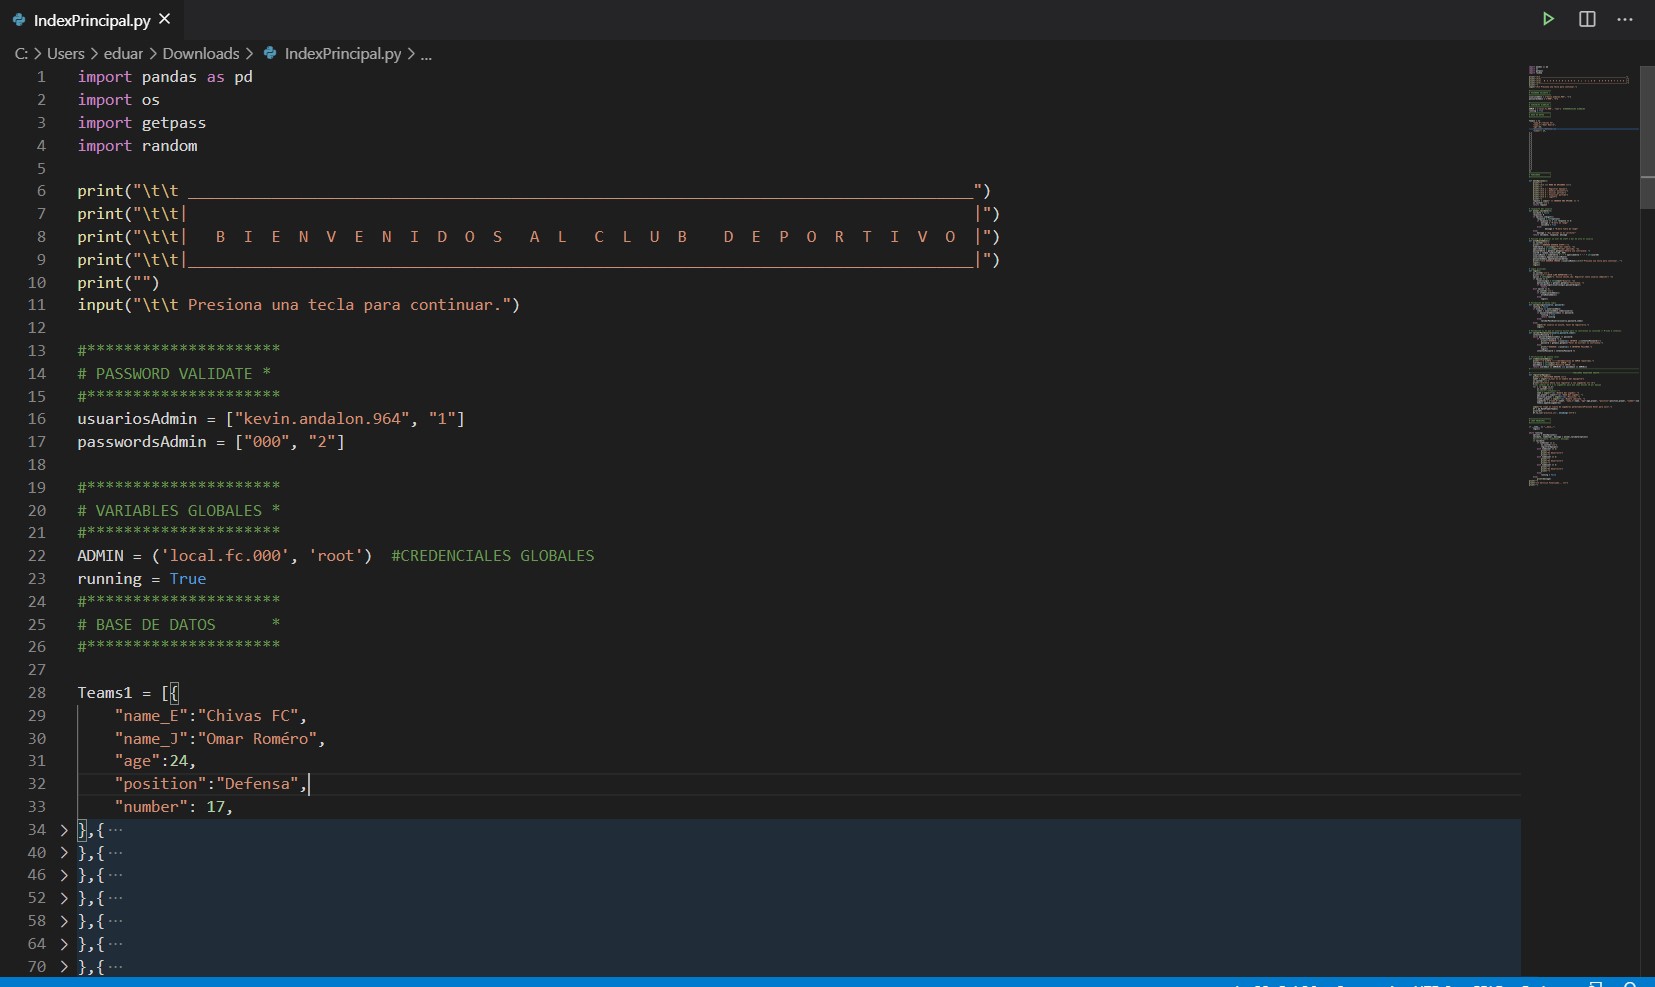 IndexPrincipal.py
C: > Users > eduar > Downloads > IndexPrincipal.py > ...
1 import pandas as pd
2 import os
3 import getpass
4 import random
5
6 print("\t\t ______________________________________________________________________________________ ")
7 print("\t\t|                                                                                      |")
8 print("\t\t|   B  I  E  N  V  E  N  I  D  O  S   A  L   C  L  U  B    D  E  P  O  R  T  I  V  O |")
9 print("\t\t|______________________________________________________________________________________|")
10 print("")
11 input("\t\t Presiona una tecla para continuar.")
12
13 #*********************
14 # PASSWORD VALIDATE *
15 #*********************
16 usuariosAdmin = ["kevin.andalon.964", "1"]
17 passwordsAdmin = ["000", "2"]
18
19 #*********************
20 # VARIABLES GLOBALES *
21 #*********************
22 ADMIN = ('local.fc.000', 'root')  #CREDENCIALES GLOBALES
23 running = True
24 #*********************
25 # BASE DE DATOS      *
26 #*********************
27
28 Teams1 = [{
29     "name_E":"Chivas FC",
30     "name_J":"Omar Roméro",
31     "age":24,
32     "position":"Defensa",
33     "number": 17,
34 > },{ ...
40 > },{ ...
46 > },{ ...
52 > },{ ...
58 > },{ ...
64 > },{ ...
70 > },{ ...